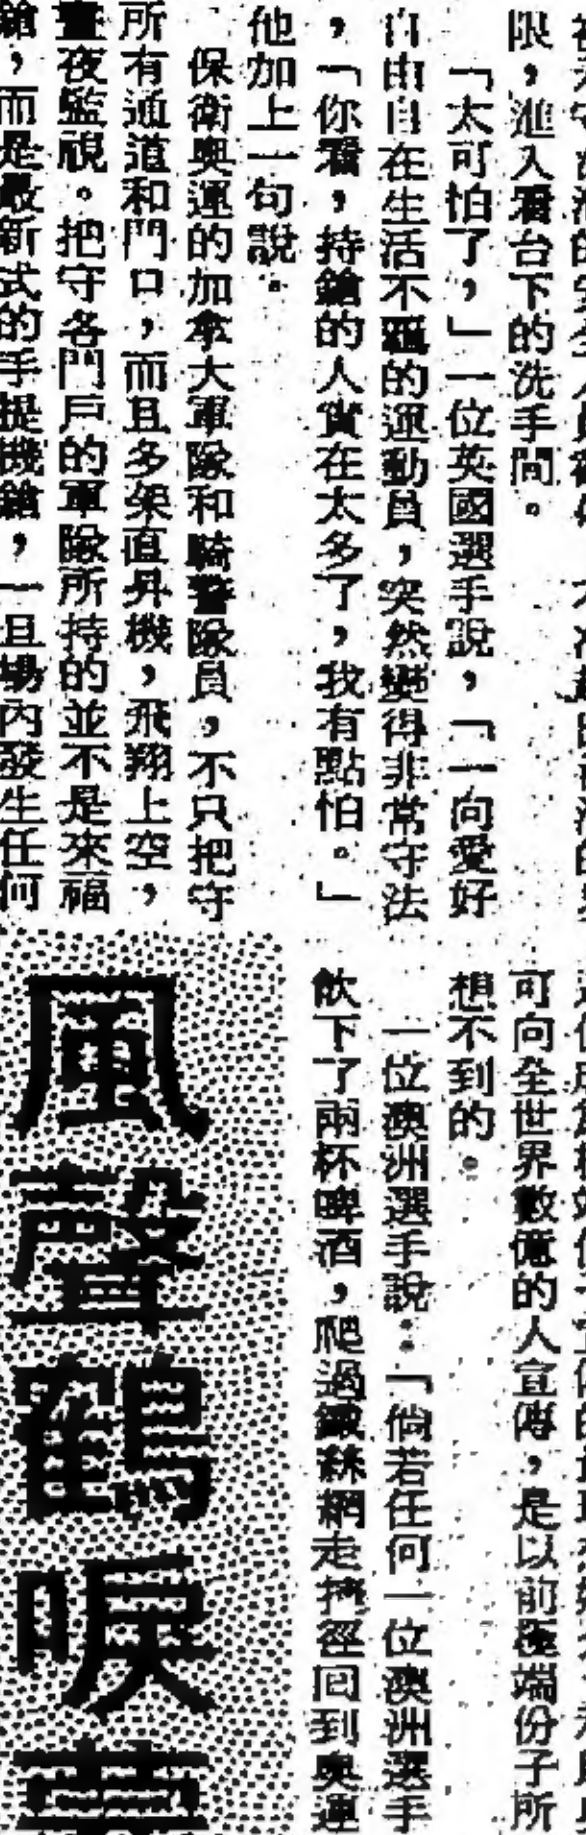 限，進入看台下的洗手間。
「太可怕了，」一位英國選手說，「一向愛好
自由自在生活不羈的運動員，突然變得非常守法
，「你看，持鎗的人實在太多了，我有點怕。」
他加上一句說。
保衛奧運的加拿大軍隊和騎警隊員，不只把守
所有通道和門口，而且多架直昇機，飛翔上空，
晝夜監視。把守各門戶的軍隊所持的並不是來福
鎗，而是最新式的手提機鎗，一旦場內發生任何
可向全世界數億的人宣傳，是以前極端份子所
想不到的。
一位澳洲選手說：「倘若任何一位澳洲選手
飲下了兩杯啤酒，爬過鐵絲網走捷徑回到奧運
風聲鶴唳